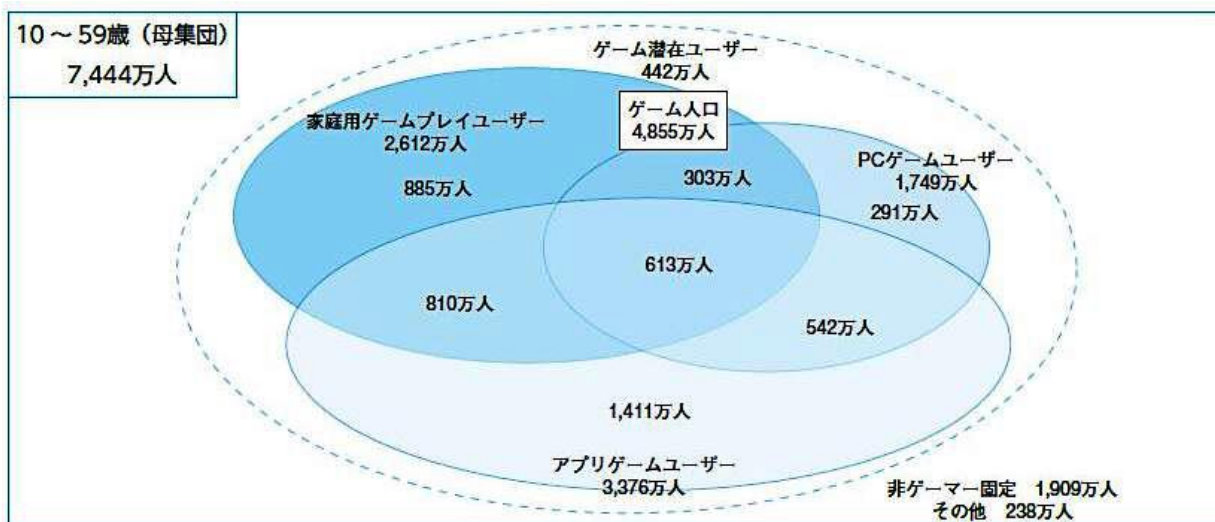 10～59歳（母集団）
7,444万人
ゲーム潜在ユーザー
442万人
ゲーム人口
4,855万人
家庭用ゲームプレイユーザー
2,612万人
885万人
303万人
PCゲームユーザー
1,749万人
291万人
613万人
810万人
542万人
1,411万人
アプリゲームユーザー
3,376万人
非ゲーマー固定　1,909万人
その他　238万人